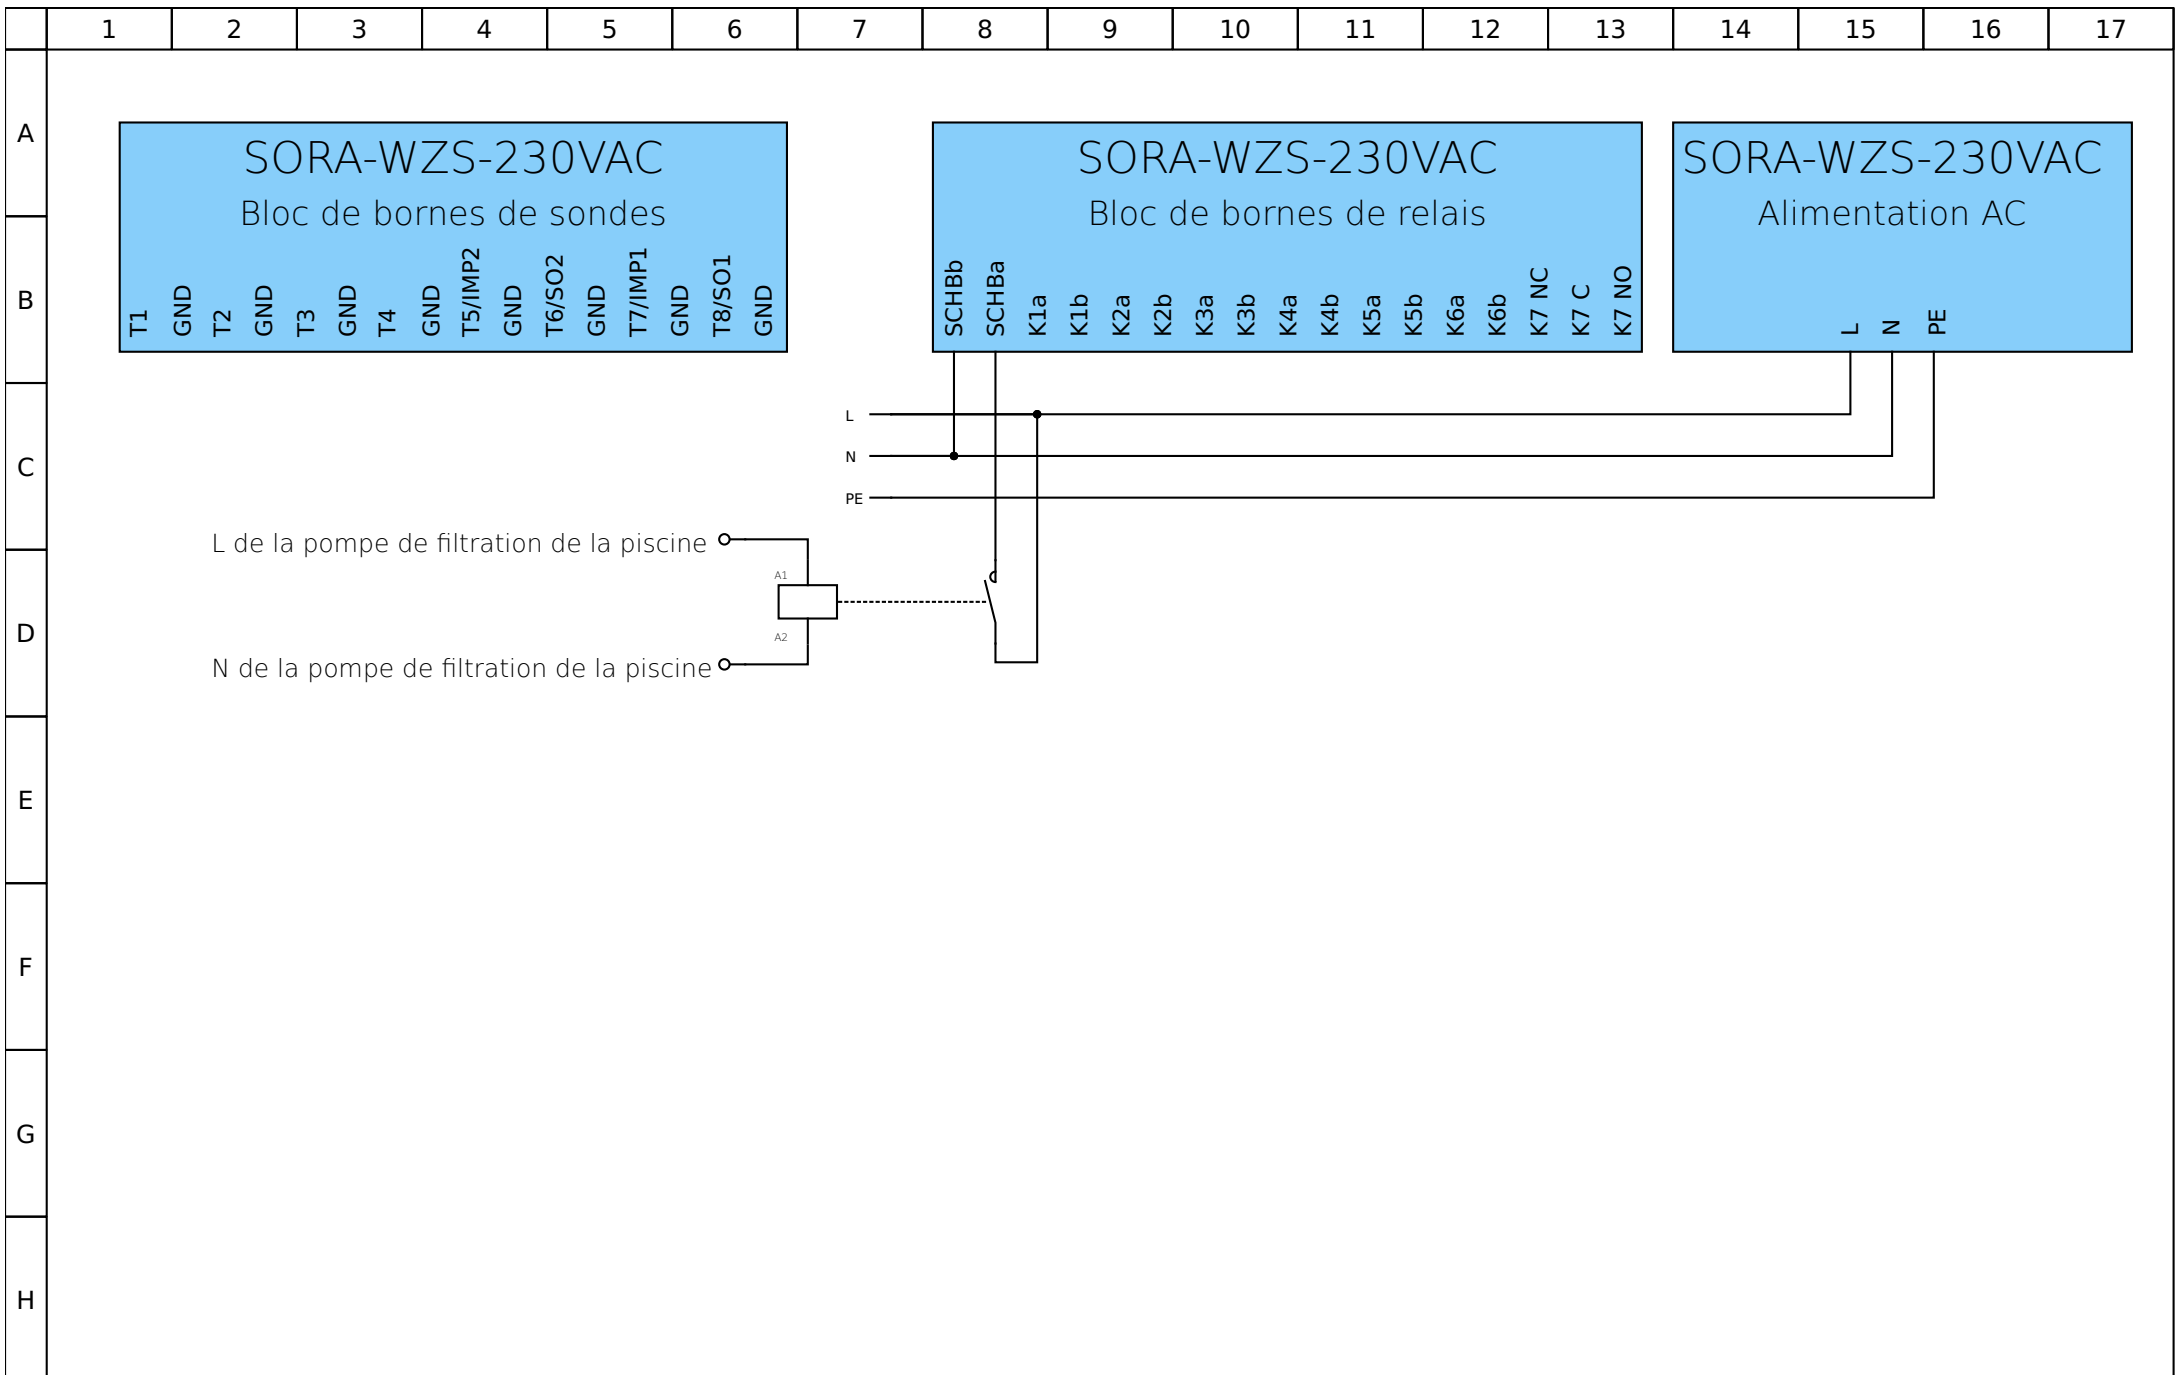 1 2 3 4 5 6 7 8 9 10 11 12 13 14 15 16 17
A
SORA-WZS-230VAC
Bloc de bornes de sondes
T1 GND T2 GND T3 GND T4 GND T5/IMP2 GND T6/SO2 GND T7/IMP1 GND T8/SO1 GND
SORA-WZS-230VAC
Bloc de bornes de relais
SCHBb SCHBa K1a K1b K2a K2b K3a K3b K4a K4b K5a K5b K6a K6b K7 NC K7 C K7 NO
SORA-WZS-230VAC
Alimentation AC
L N PE
B
L
C
N
PE
L de la pompe de filtration de la piscine
A1
D
A2
N de la pompe de filtration de la piscine
E
F
G
H